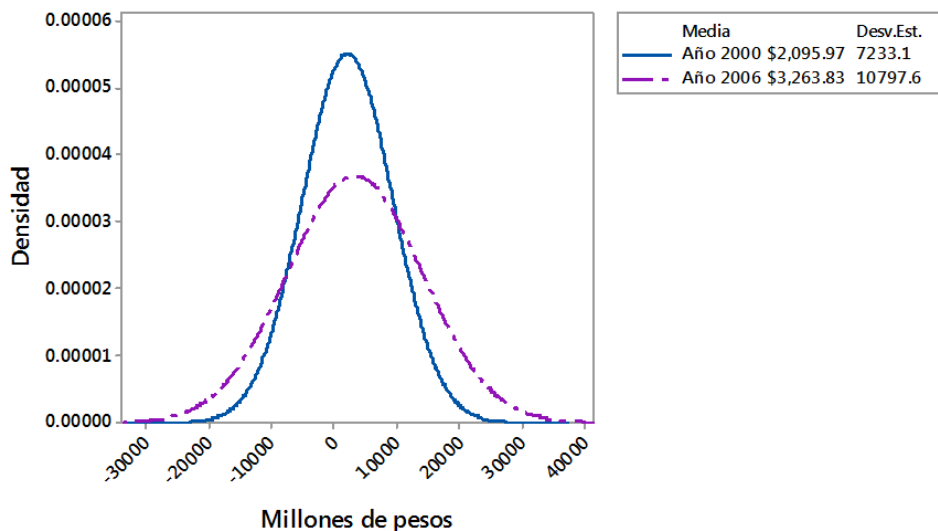 0.00006
0.00005
0.00004
0.00003
0.00002
0.00001
0.00000
Densidad
-30000 -20000 -10000 0 10000 20000 30000 40000
Millones de pesos
Media Desv.Est.
Año 2000 $2,095.97 7233.1
Año 2006 $3,263.83 10797.6